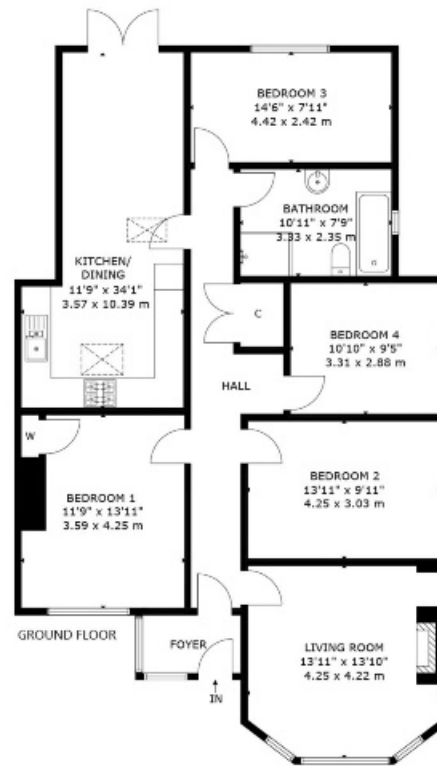 BEDROOM 3
14'6" x 7'11"
4.42 x 2.42 m
BATHROOM
10'11" x 7'9"
3.33 x 2.35 m
KITCHEN/
DINING
11'9" x 34'1"
3.57 x 10.39 m
C
BEDROOM 4
10'10" x 9'5"
3.31 x 2.88 m
HALL
W
BEDROOM 1
11'9" x 13'11"
3.59 x 4.25 m
BEDROOM 2
13'11" x 9'11"
4.25 x 3.03 m
GROUND FLOOR
FOYER
IN
LIVING ROOM
13'11" x 13'10"
4.25 x 4.22 m